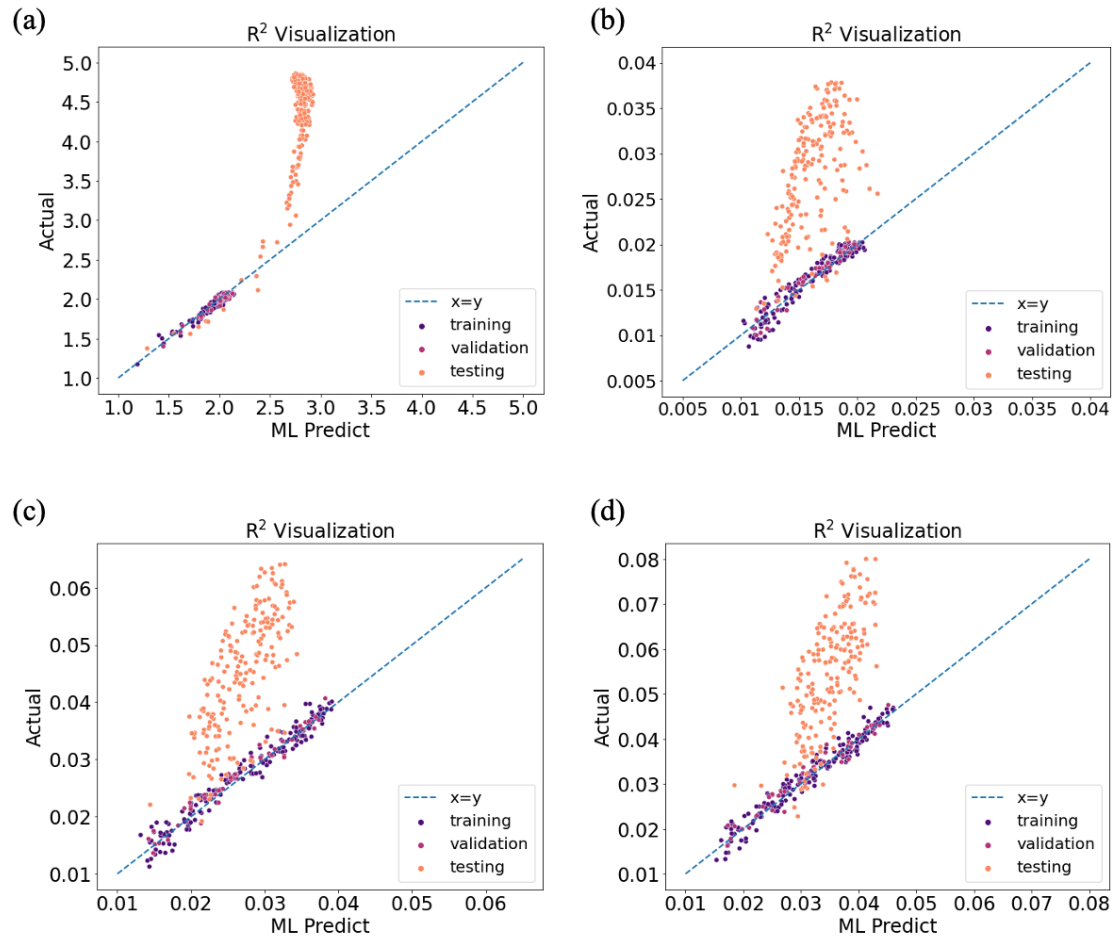 (a)
R² Visualization
5.0
4.5
4.0
3.5
3.0
2.5
2.0
1.5
1.0
Actual
x=y
training
validation
testing
1.0 1.5 2.0 2.5 3.0 3.5 4.0 4.5 5.0
ML Predict
(b)
R² Visualization
0.040
0.035
0.030
0.025
0.020
0.015
0.010
0.005
Actual
x=y
training
validation
testing
0.005 0.01 0.015 0.02 0.025 0.03 0.035 0.04
ML Predict
(c)
R² Visualization
0.06
0.05
0.04
0.03
0.02
0.01
Actual
x=y
training
validation
testing
0.01 0.02 0.03 0.04 0.05 0.06
ML Predict
(d)
R² Visualization
0.08
0.07
0.06
0.05
0.04
0.03
0.02
0.01
Actual
x=y
training
validation
testing
0.01 0.02 0.03 0.04 0.05 0.06 0.07 0.08
ML Predict